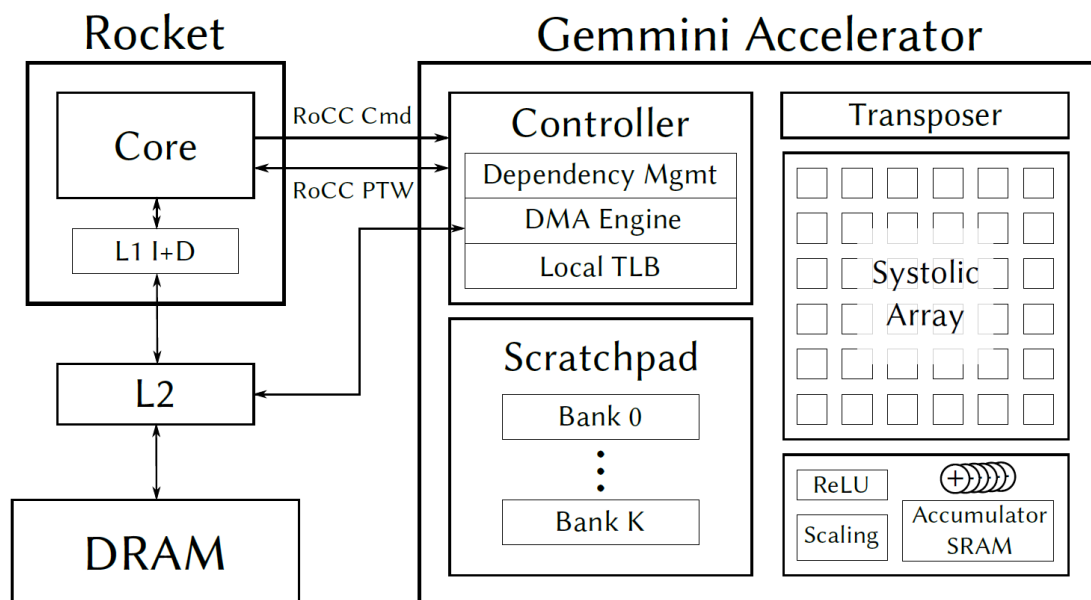 Rocket
Gemmini Accelerator
Core
RoCC Cmd
RoCC PTW
L1 I+D
L2
DRAM
Controller
Dependency Mgmt
DMA Engine
Local TLB
Scratchpad
Bank 0
Bank K
Transposer
Systolic
Array
ReLU
+
Scaling
Accumulator
SRAM